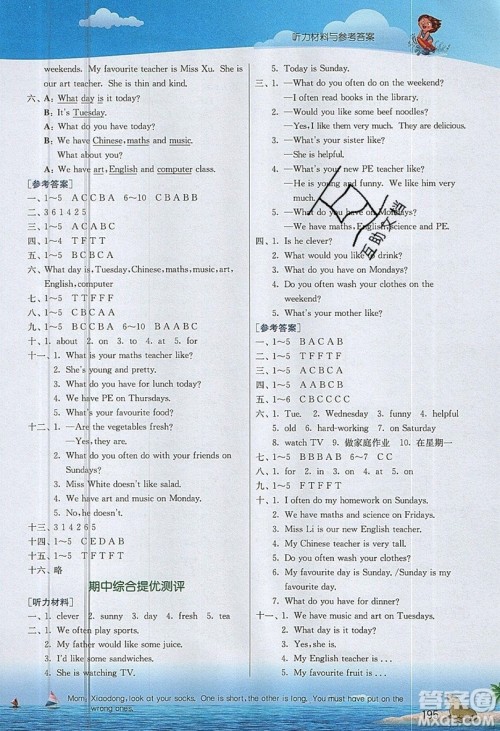 听力材料与参考答案
weekends. My favourite teacher is Miss Xu. She is
our art teacher. She is thin and kind.
六、A: What day is it today?
B: It's Tuesday.
A: What do you have today?
B: We have Chinese, maths and music.
What about you?
A: We have art, English and computer class.
[参考答案]
一、1~5 ACCBA 6~10 CBABB
二、361425
三、1~5 ACBCA
四、1~4 TFTT
五、1~5 BABCA
六、What day is, Tuesday, Chinese, maths, music, art,
English, computer
七、1~5 TTFFF
八、1~5 CBCAA
九、1~5 BCCBA 6~10 BAABC
十、1. about 2. on 3. to 4. at 5. for
十一、1. What is your maths teacher like?
2. She's young.
3. What do you have for lunch today?
4. We have PE on Thursdays.
5. What's your favourite food?
十二、1. —Are the vegetables fresh?
—Yes, they are.
2. What do you often do with your friends on
Sundays?
3. Miss White doesn't like salad.
4. We have art and music on Monday.
5. No, he doesn't.
十三、314265
十四、1~5 CEDAB
十五、1~5 TFTFT
十六、略
期中综合提优测评
[听力材料]
一、1. clever 2. sunny 3. day 4. fresh 5. tea
二、1. We often play sports.
2. My father would like some juice.
3. I'd like some sandwiches.
4. She is watching TV.
5. Today is Sunday.
三、1. —What do you often do on the weekend?
—I often read books in the library.
2. —Would you like some beef noodles?
—I like them very much. They are delicious.
3. —What's your sister like?
—She is helpful.
4. —What's your new PE teacher like?
—He is young and funny. We like him very
much.
5. —What do you have on Mondays?
—We have maths, English, science and PE.
四、1. Is he clever?
2. What would you like to drink?
3. What do you have on Mondays?
4. Do you often wash your clothes on the
weekend?
5. What's your mother like?
[参考答案]
一、1~5 BACAB
二、1~5 TFFTF
三、1~5 BABAB
四、1~5 ACABA
五、1~6 CBCCCC
六、1. Tue. 2. Wednesday 3. funny 4. helpful
5. old 6. hard-working 7. on Saturday
8. watch TV 9. 做家庭作业 10. 在星期一
七、1~5 BBBAB 6~10
八、1. for 2. in 3. on 4. at 5. on
九、1~5 TFTFT
十、1. I often do my homework on Sundays.
2. We have maths and science on Mondays.
3. Miss Li is our new English teacher.
4. My Chinese teacher is very tall.
5. I often wash my clothes on Sundays.
6. My favourite day is Sunday./ Sunday is my
favourite day.
7. What do you have for dinner?
十一、1. We have music and art on Tuesdays.
2. Yes, I do.
3. Yes, she is.
4. My English teacher is ...
5. My favourite fruit is ...
互助文档
Mom: Xiaodong, look at your socks. One is short, the other one is long. You must have put on the
wrong ones.
195
答案圈